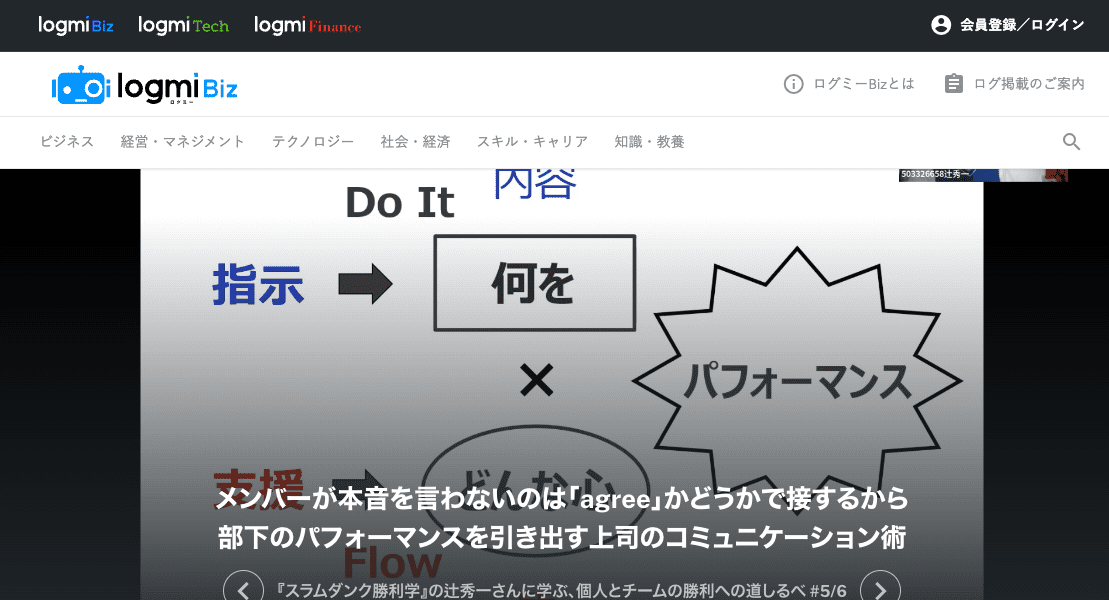 logmi Biz
logmi Tech
logmi Finance
会員登録／ログイン
logmi Biz
ログミー
ログミーBizとは
ログ掲載のご案内
ビジネス
経営・マネジメント
テクノロジー
社会・経済
スキル・キャリア
知識・教養
503326658辻秀一／
内容
Do It
指示
何を
×
パフォーマンス
支援
どんな心
Flow
メンバーが本音を言わないのは「agree」かどうかで接するから
部下のパフォーマンスを引き出す上司のコミュニケーション術
『スラムダンク勝利学』の辻秀一さんに学ぶ、個人とチームの勝利への道しるべ #5/6